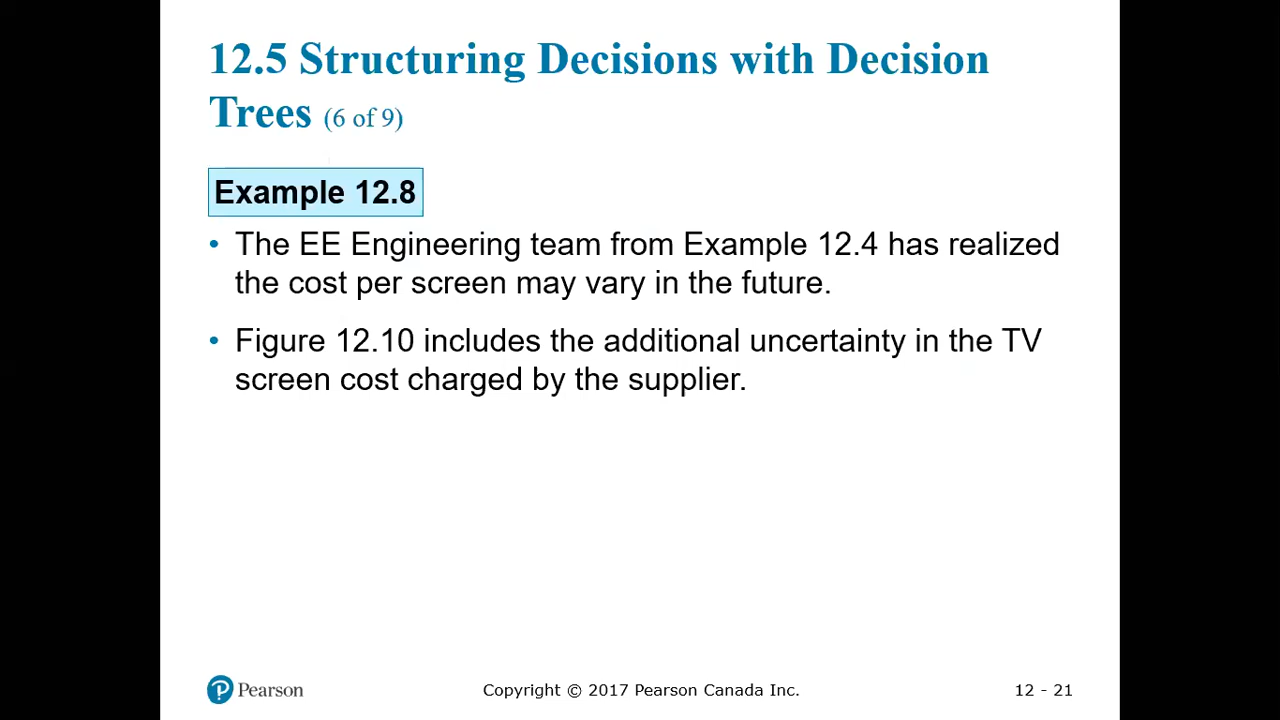 12.5 Structuring Decisions with Decision
Trees (6 of 9)
Example 12.8
• The EE Engineering team from Example 12.4 has realized
the cost per screen may vary in the future.
• Figure 12.10 includes the additional uncertainty in the TV
screen cost charged by the supplier.
Pearson
Copyright © 2017 Pearson Canada Inc.
12 - 21